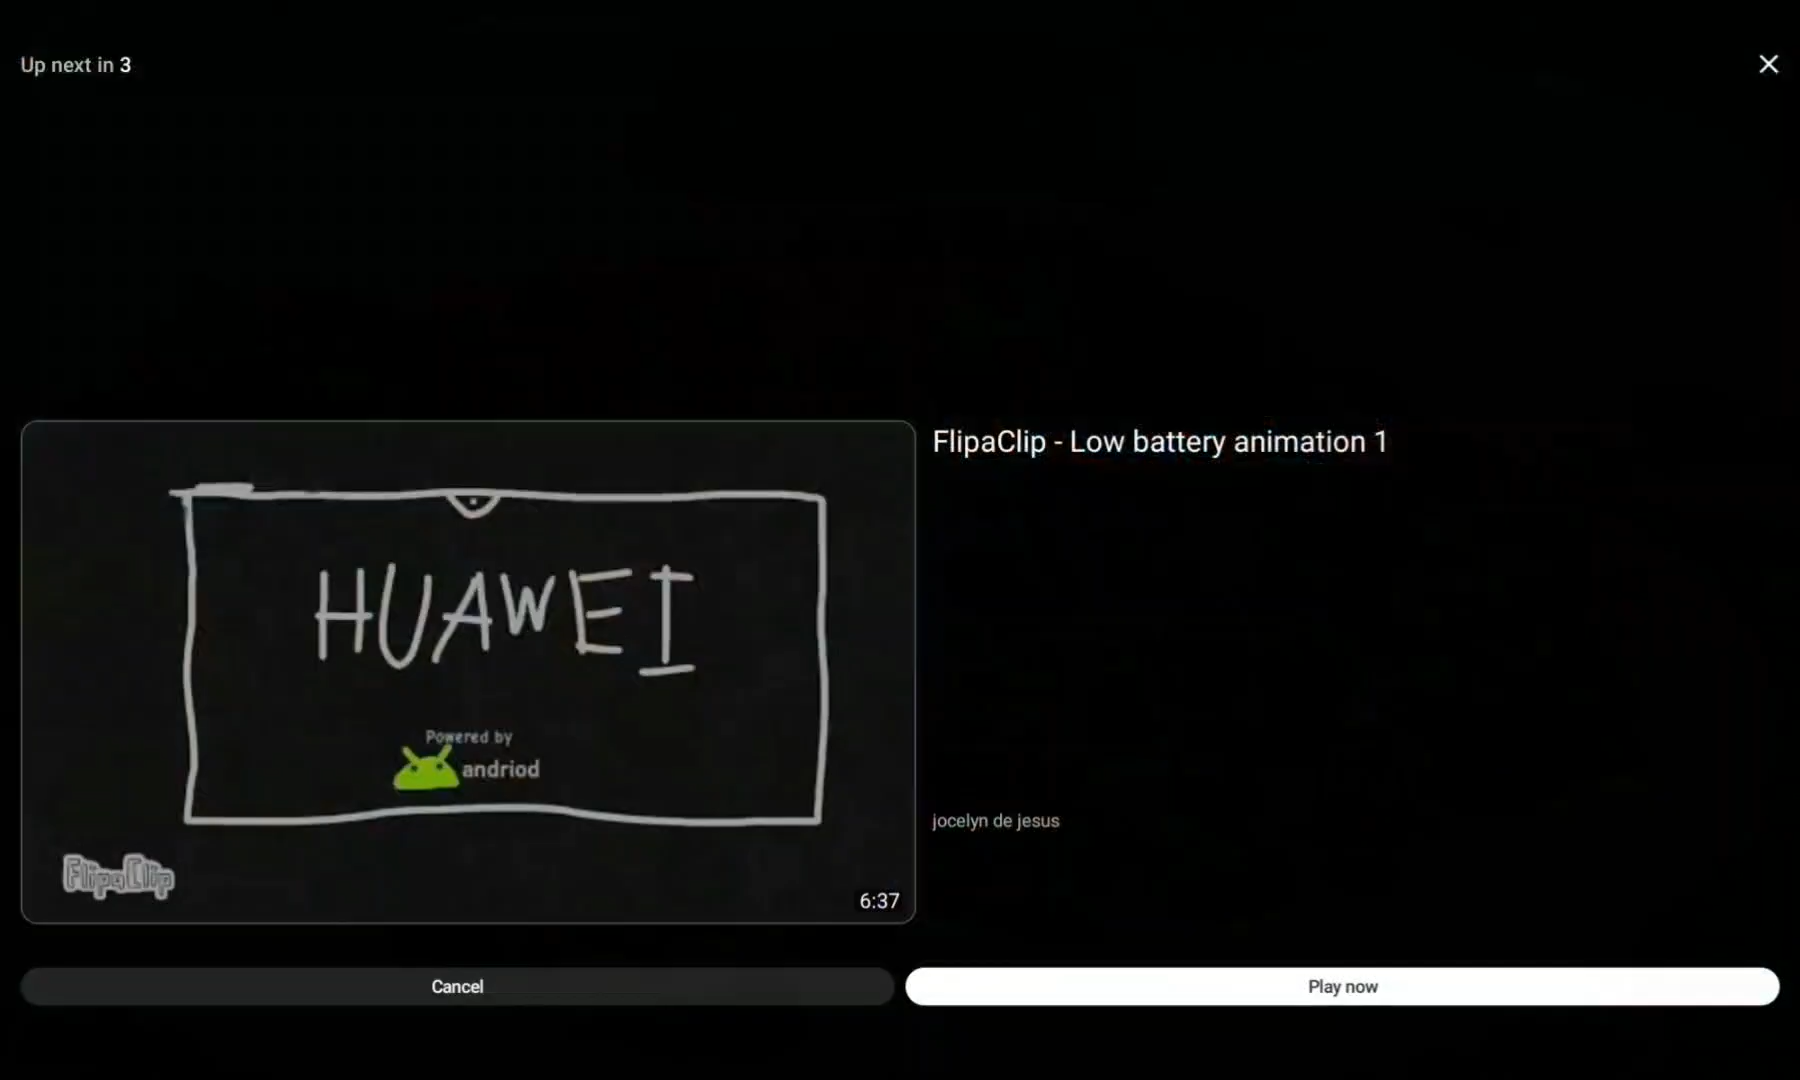 Up next in 3
FlipaClip - Low battery animation 1
HUAWEI
Powered by
andriod
jocelyn de jesus
FlipaClip
6:37
Cancel
Play now